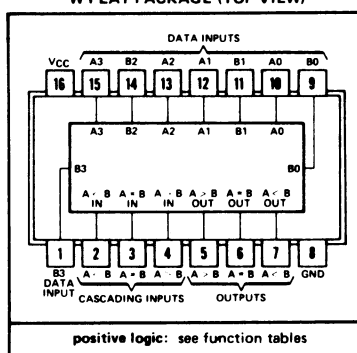 W FLAT PACKAGE (TOP VIEW)
DATA INPUTS
VCC A3 B2 A2 A1 B1 A0 B0
16 15 14 13 12 11 10 9
A3 B2 A2 A1 B1 A0
B3 B0
A < B A = B A > B A > B A = B A < B
IN IN IN OUT OUT OUT
1 2 3 4 5 6 7 8
B3 A < B A = B A > B A > B A = B A < B GND
DATA
INPUT
CASCADING INPUTS OUTPUTS
positive logic: see function tables